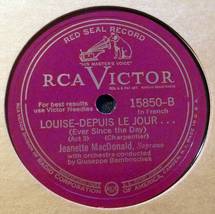 RED SEAL RECORD
"HIS MASTER'S VOICE"
RCA VICTOR
For best results
use Victor Needles
15850-B
In French
LOUISE-DEPUIS LE JOUR...
(Ever Since the Day)
(Act 3) (Charpentier)
Jeanette MacDonald, Soprano
with orchestra conducted by
Giuseppe Bamboschek
RCA